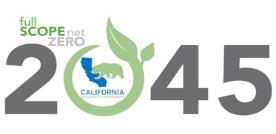 full
SCOPE net
ZERO
2045
CALIFORNIA